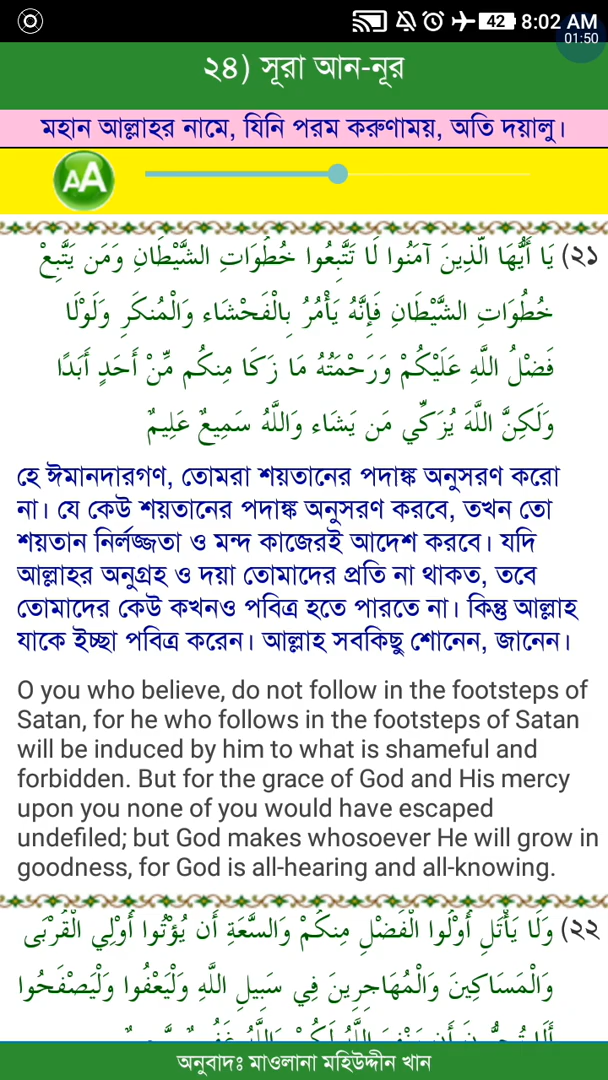 42 8:02 AM
01:50
২৪) সূরা আন-নূর
মহান আল্লাহর নামে, যিনি পরম করুণাময়, অতি দয়ালু।
AA
২১) يَا أَيُّهَا الَّذِينَ آمَنُوا لَا تَتَّبِعُوا خُطُوَاتِ الشَّيْطَانِ وَمَن يَتَّبِعْ
خُطُوَاتِ الشَّيْطَانِ فَإِنَّهُ يَأْمُرُ بِالْفَحْشَاء وَالْمُنكَرِ وَلَوْلَا
فَضْلُ اللَّهِ عَلَيْكُمْ وَرَحْمَتُهُ مَا زَكَا مِنكُم مِّنْ أَحَدٍ أَبَدًا
وَلَكِنَّ اللَّهَ يُزَكِّي مَن يَشَاء وَاللَّهُ سَمِيعٌ عَلِيمٌ
হে ঈমানদারগণ, তোমরা শয়তানের পদাঙ্ক অনুসরণ করো
না। যে কেউ শয়তানের পদাঙ্ক অনুসরণ করবে, তখন তো
শয়তান নির্লজ্জতা ও মন্দ কাজেরই আদেশ করবে। যদি
আল্লাহর অনুগ্রহ ও দয়া তোমাদের প্রতি না থাকত, তবে
তোমাদের কেউ কখনও পবিত্র হতে পারতে না। কিন্তু আল্লাহ
যাকে ইচ্ছা পবিত্র করেন। আল্লাহ সবকিছু শোনেন, জানেন।
O you who believe, do not follow in the footsteps of
Satan, for he who follows in the footsteps of Satan
will be induced by him to what is shameful and
forbidden. But for the grace of God and His mercy
upon you none of you would have escaped
undefiled; but God makes whosoever He will grow in
goodness, for God is all-hearing and all-knowing.
২২) وَلَا يَأْتَلِ أُوْلُوا الْفَضْلِ مِنكُمْ وَالسَّعَةِ أَن يُؤْتُوا أُوْلِي الْقُرْبَى
وَالْمَسَاكِينَ وَالْمُهَاجِرِينَ فِي سَبِيلِ اللَّهِ وَلْيَعْفُوا وَلْيَصْفَحُوا
অনুবাদঃ মাওলানা মহিউদ্দীন খান